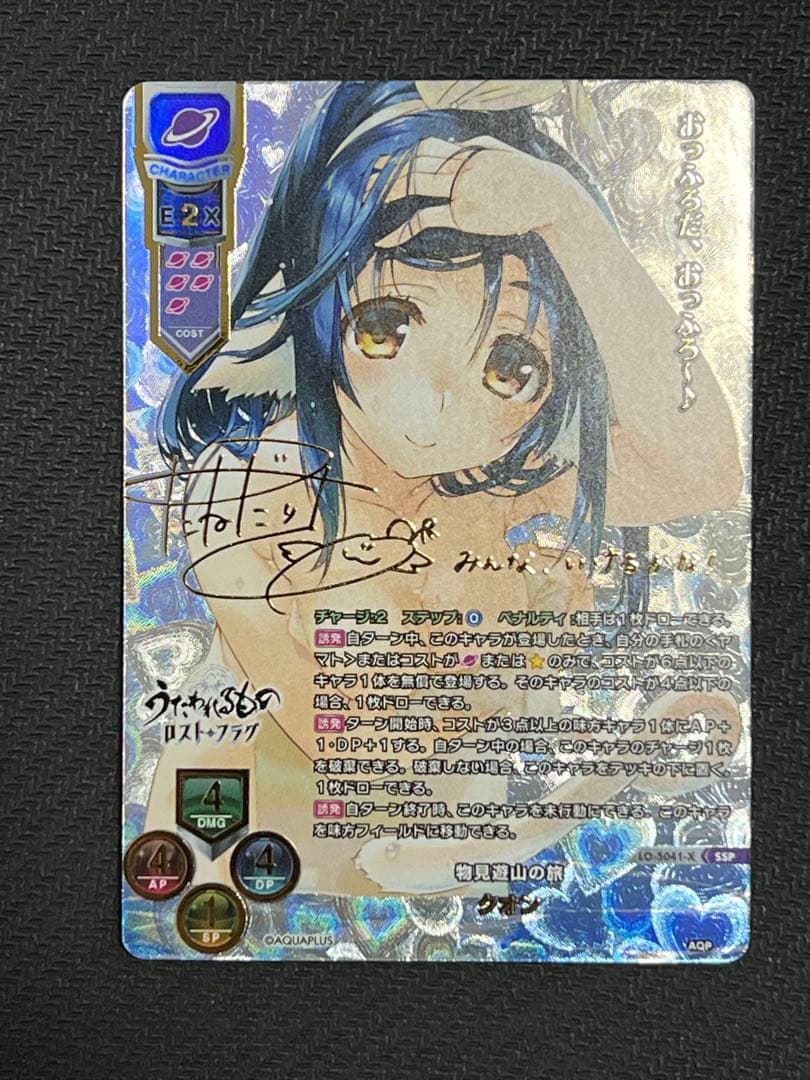 CHARACTER
E 2 X
COST
おっふろだ、おっふろ〜♪
たねだりさ
みんなこいけるかな!
チャージ:2 ステップ:0 ペナルティ:相手は1枚ドローできる。
誘発 自ターン中、このキャラが登場したとき、自分の手札の<ヤ
マト>またはコストが または のみで、コストが6点以下の
キャラ1体を無償で登場する。そのキャラのコストが4点以下の
場合、1枚ドローできる。
誘発 ターン開始時、コストが3点以上の味方キャラ1体にAP+
1・DP+1する。自ターン中の場合、このキャラのチャージ1枚
を破棄できる。破棄しない場合、このキャラをデッキの下に置く。
1枚ドローできる。
誘発 自ターン終了時、このキャラを未行動にできる。このキャラ
を味方フィールドに移動できる。
うたわれるもの
ロスト・フラグ
4
DMG
4
AP
4
DP
1
SP
LO-5041-X SSP
物見遊山の旅
クオン
©AQUAPLUS
AQP